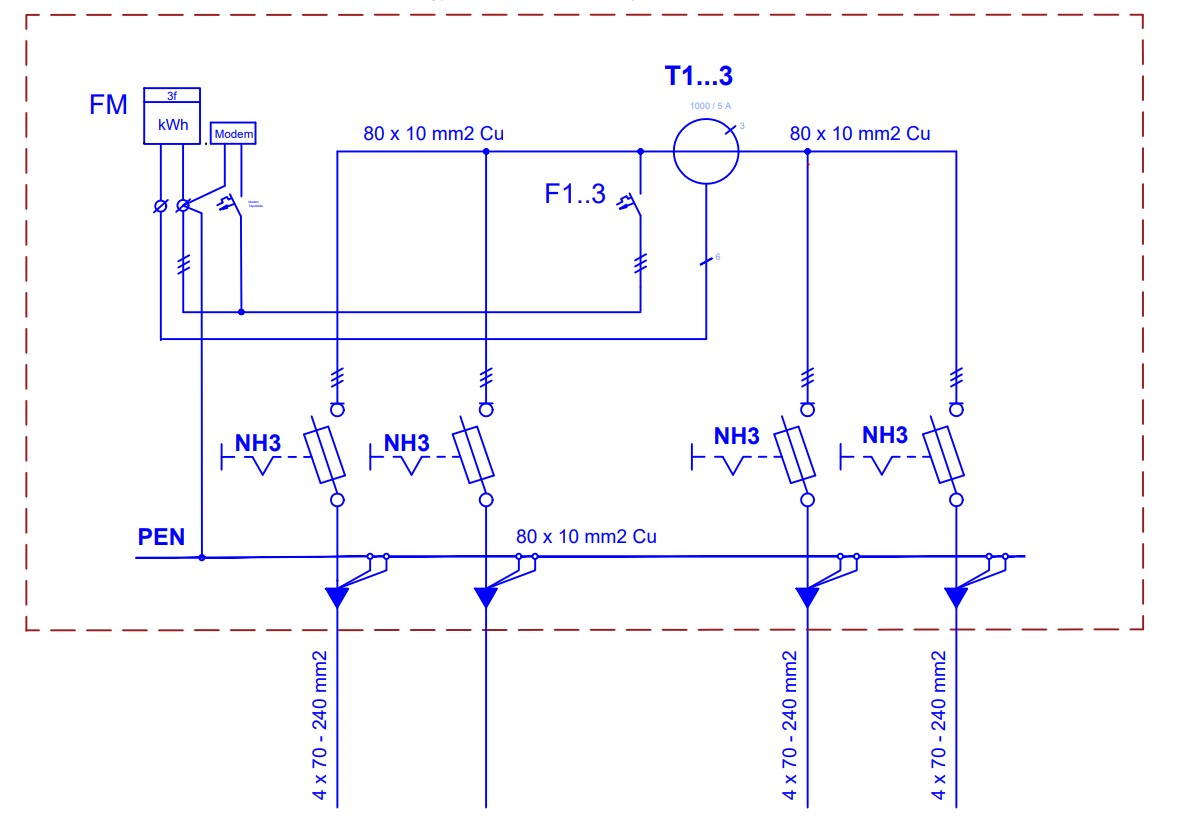 T1...3
1000 / 5 A
3
FM
3f
kWh
Modem
80 x 10 mm2 Cu
80 x 10 mm2 Cu
F1..3
6
NH3
NH3
NH3
NH3
PEN
80 x 10 mm2 Cu
4 x 70 - 240 mm2
4 x 70 - 240 mm2
4 x 70 - 240 mm2